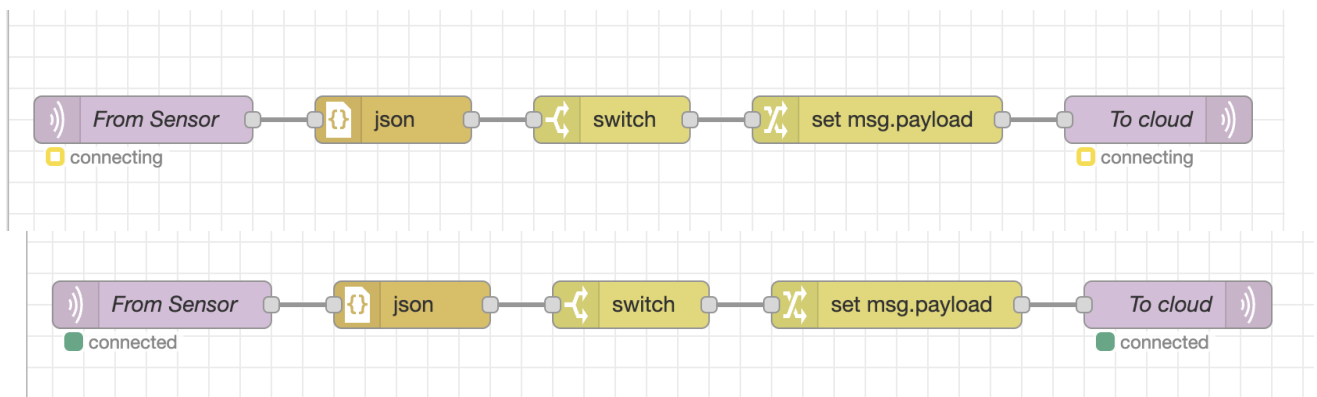 From Sensor json switch set msg.payload To cloud
connecting connecting
From Sensor json switch set msg.payload To cloud
connected connected